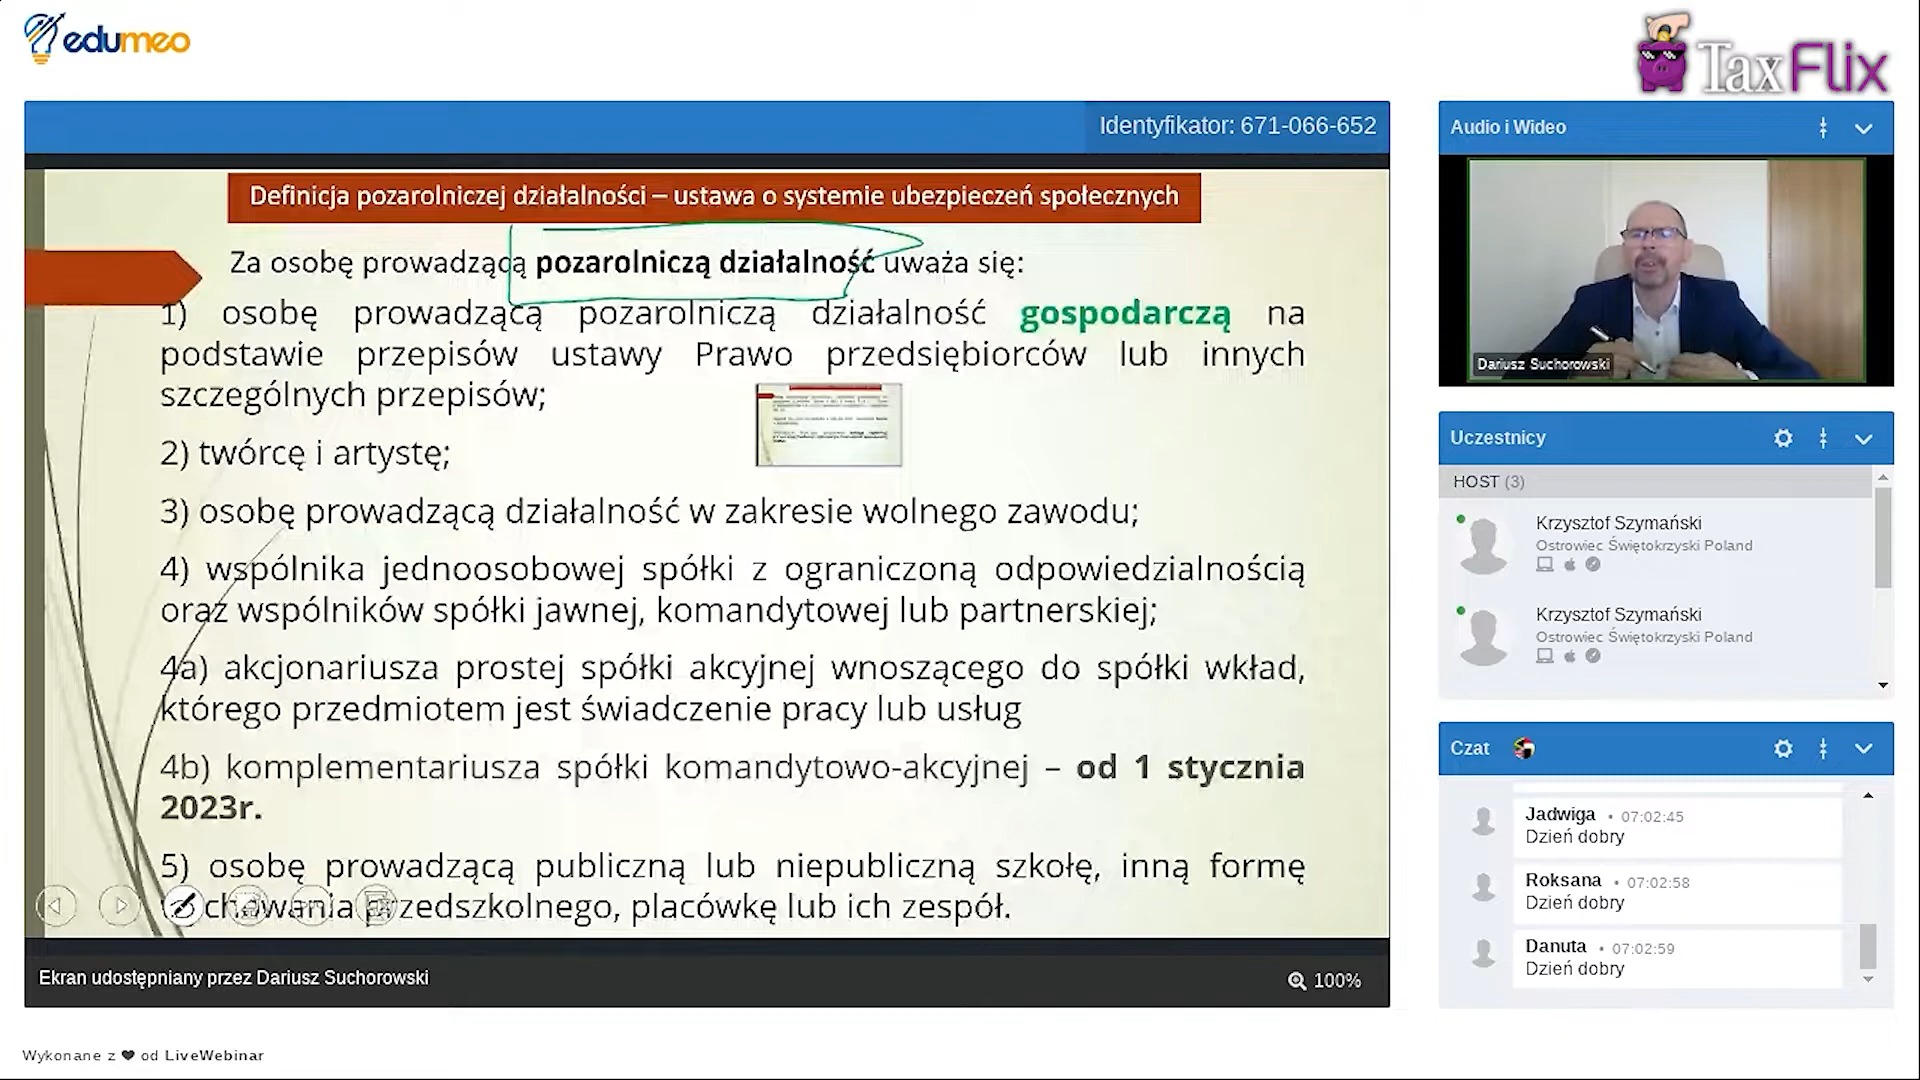 edumeo
TaxFlix
Identyfikator: 671-066-652
Definicja pozarolniczej działalności – ustawa o systemie ubezpieczeń społecznych
Za osobę prowadzącą pozarolniczą działalność uważa się:
1) osobę prowadzącą pozarolniczą działalność gospodarczą na
podstawie przepisów ustawy Prawo przedsiębiorców lub innych
szczególnych przepisów;
2) twórcę i artystę;
3) osobę prowadzącą działalność w zakresie wolnego zawodu;
4) wspólnika jednoosobowej spółki z ograniczoną odpowiedzialnością
oraz wspólników spółki jawnej, komandytowej lub partnerskiej;
4a) akcjonariusza prostej spółki akcyjnej wnoszącego do spółki wkład,
którego przedmiotem jest świadczenie pracy lub usług
4b) komplementariusza spółki komandytowo-akcyjnej – od 1 stycznia
2023r.
5) osobę prowadzącą publiczną lub niepubliczną szkołę, inną formę
wychowania przedszkolnego, placówkę lub ich zespół.
Ekran udostępniany przez Dariusz Suchorowski
100%
Audio i Wideo
Dariusz Suchorowski
Uczestnicy
HOST (3)
Krzysztof Szymański
Ostrowiec Świętokrzyski Poland
Krzysztof Szymański
Ostrowiec Świętokrzyski Poland
Czat
Jadwiga • 07:02:45
Dzień dobry
Roksana • 07:02:58
Dzień dobry
Danuta • 07:02:59
Dzień dobry
Wykonane z ❤ od LiveWebinar